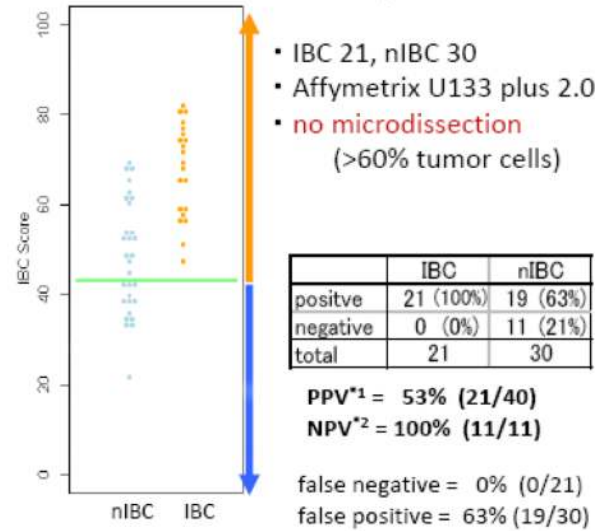 IBC Score
100
80
60
40
20
0
nIBC IBC
▪ IBC 21, nIBC 30
▪ Affymetrix U133 plus 2.0
▪ no microdissection
(>60% tumor cells)
IBC nIBC
positve 21 (100%) 19 (63%)
negative 0 (0%) 11 (21%)
total 21 30
PPV*1 = 53% (21/40)
NPV*2 = 100% (11/11)
false negative = 0% (0/21)
false positive = 63% (19/30)